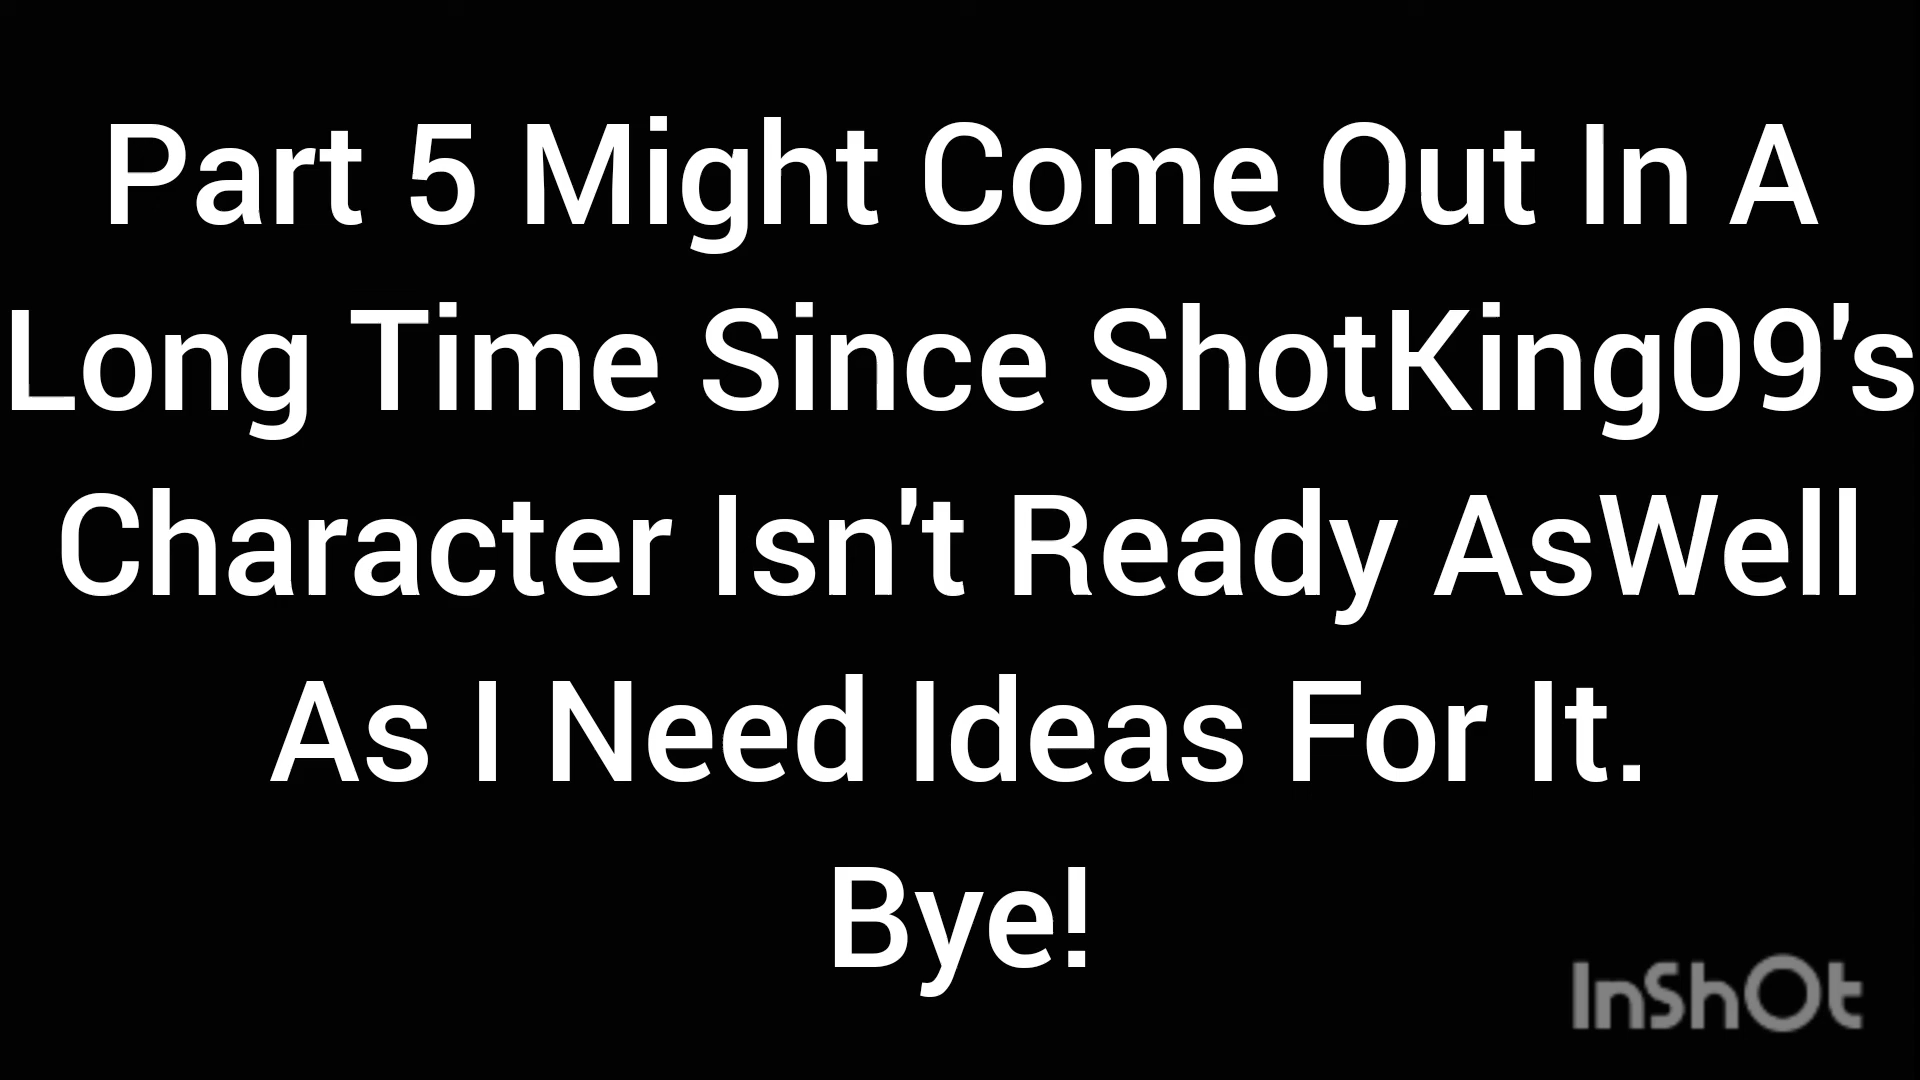 Part 5 Might Come Out In A
Long Time Since ShotKing09's
Character Isn't Ready AsWell
As I Need Ideas For It.
Bye!
InShOt